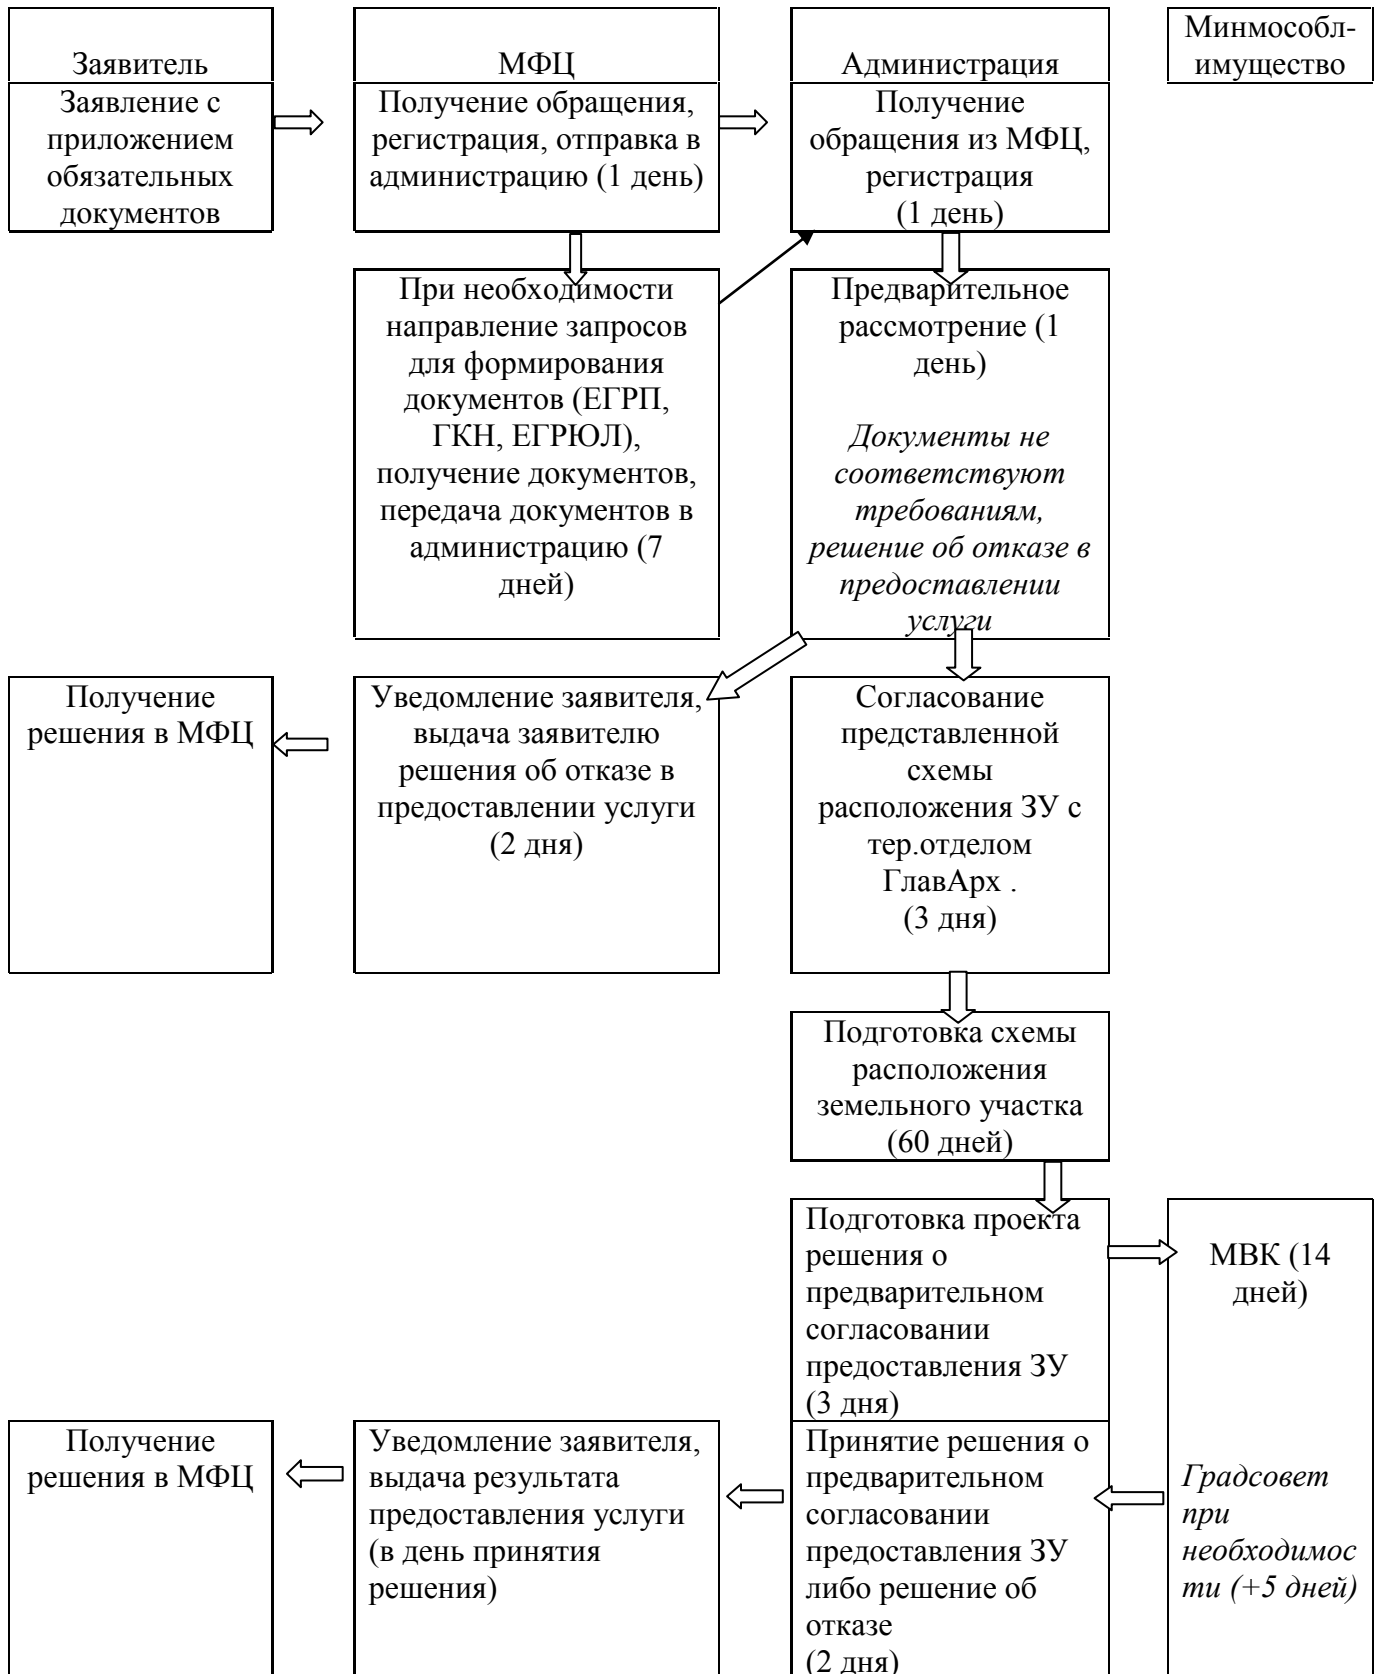 Заявитель
МФЦ
Администрация
Минмособл-
имущество
Заявление с
приложением
обязательных
документов
Получение обращения,
регистрация, отправка в
администрацию (1 день)
Получение
обращения из МФЦ,
регистрация
(1 день)
При необходимости
направление запросов
для формирования
документов (ЕГРП,
ГКН, ЕГРЮЛ),
получение документов,
передача документов в
администрацию (7
дней)
Предварительное
рассмотрение (1
день)
Документы не
соответствуют
требованиям,
решение об отказе в
предоставлении
услуги
Получение
решения в МФЦ
Уведомление заявителя,
выдача заявителю
решения об отказе в
предоставлении услуги
(2 дня)
Согласование
представленной
схемы
расположения ЗУ с
тер.отделом
ГлавАрх .
(3 дня)
Подготовка схемы
расположения
земельного участка
(60 дней)
Подготовка проекта
решения о
предварительном
согласовании
предоставления ЗУ
(3 дня)
МВК (14
дней)
Получение
решения в МФЦ
Уведомление заявителя,
выдача результата
предоставления услуги
(в день принятия
решения)
Принятие решения о
предварительном
согласовании
предоставления ЗУ
либо решение об
отказе
(2 дня)
Градсовет
при
необходимос
ти (+5 дней)